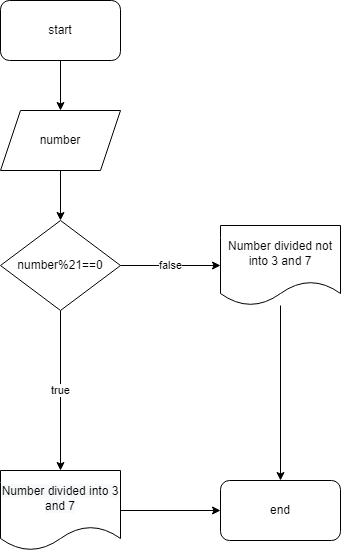 start
number
number%21==0
false
Number divided not
into 3 and 7
true
Number divided into 3
and 7
end